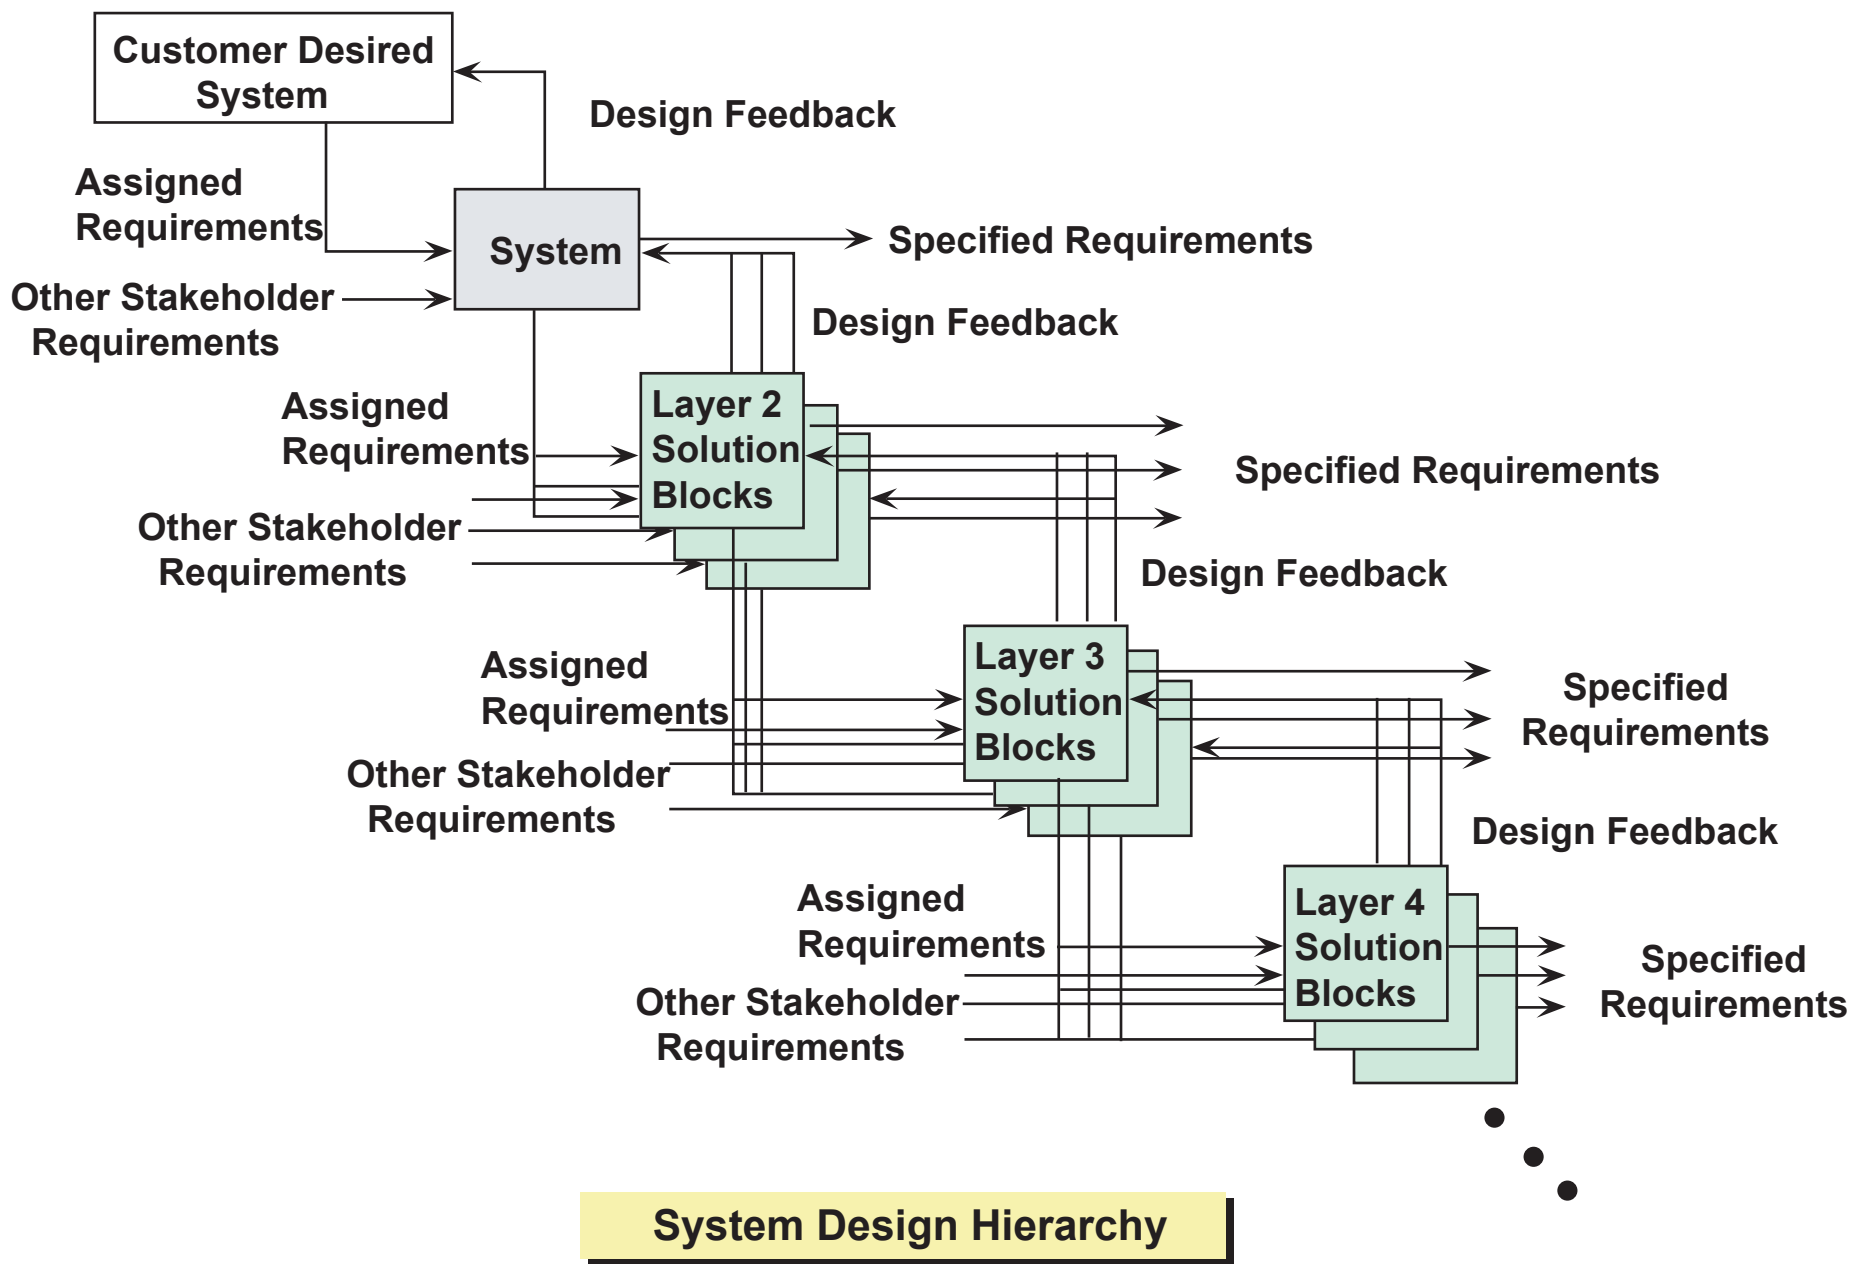 Customer Desired
System
Design Feedback
Assigned
Requirements
System
Specified Requirements
Other Stakeholder
Requirements
Design Feedback
Assigned
Requirements
Layer 2
Solution
Blocks
Specified Requirements
Other Stakeholder
Requirements
Design Feedback
Assigned
Requirements
Layer 3
Solution
Blocks
Specified
Requirements
Other Stakeholder
Requirements
Design Feedback
Assigned
Requirements
Layer 4
Solution
Blocks
Specified
Requirements
Other Stakeholder
Requirements
System Design Hierarchy